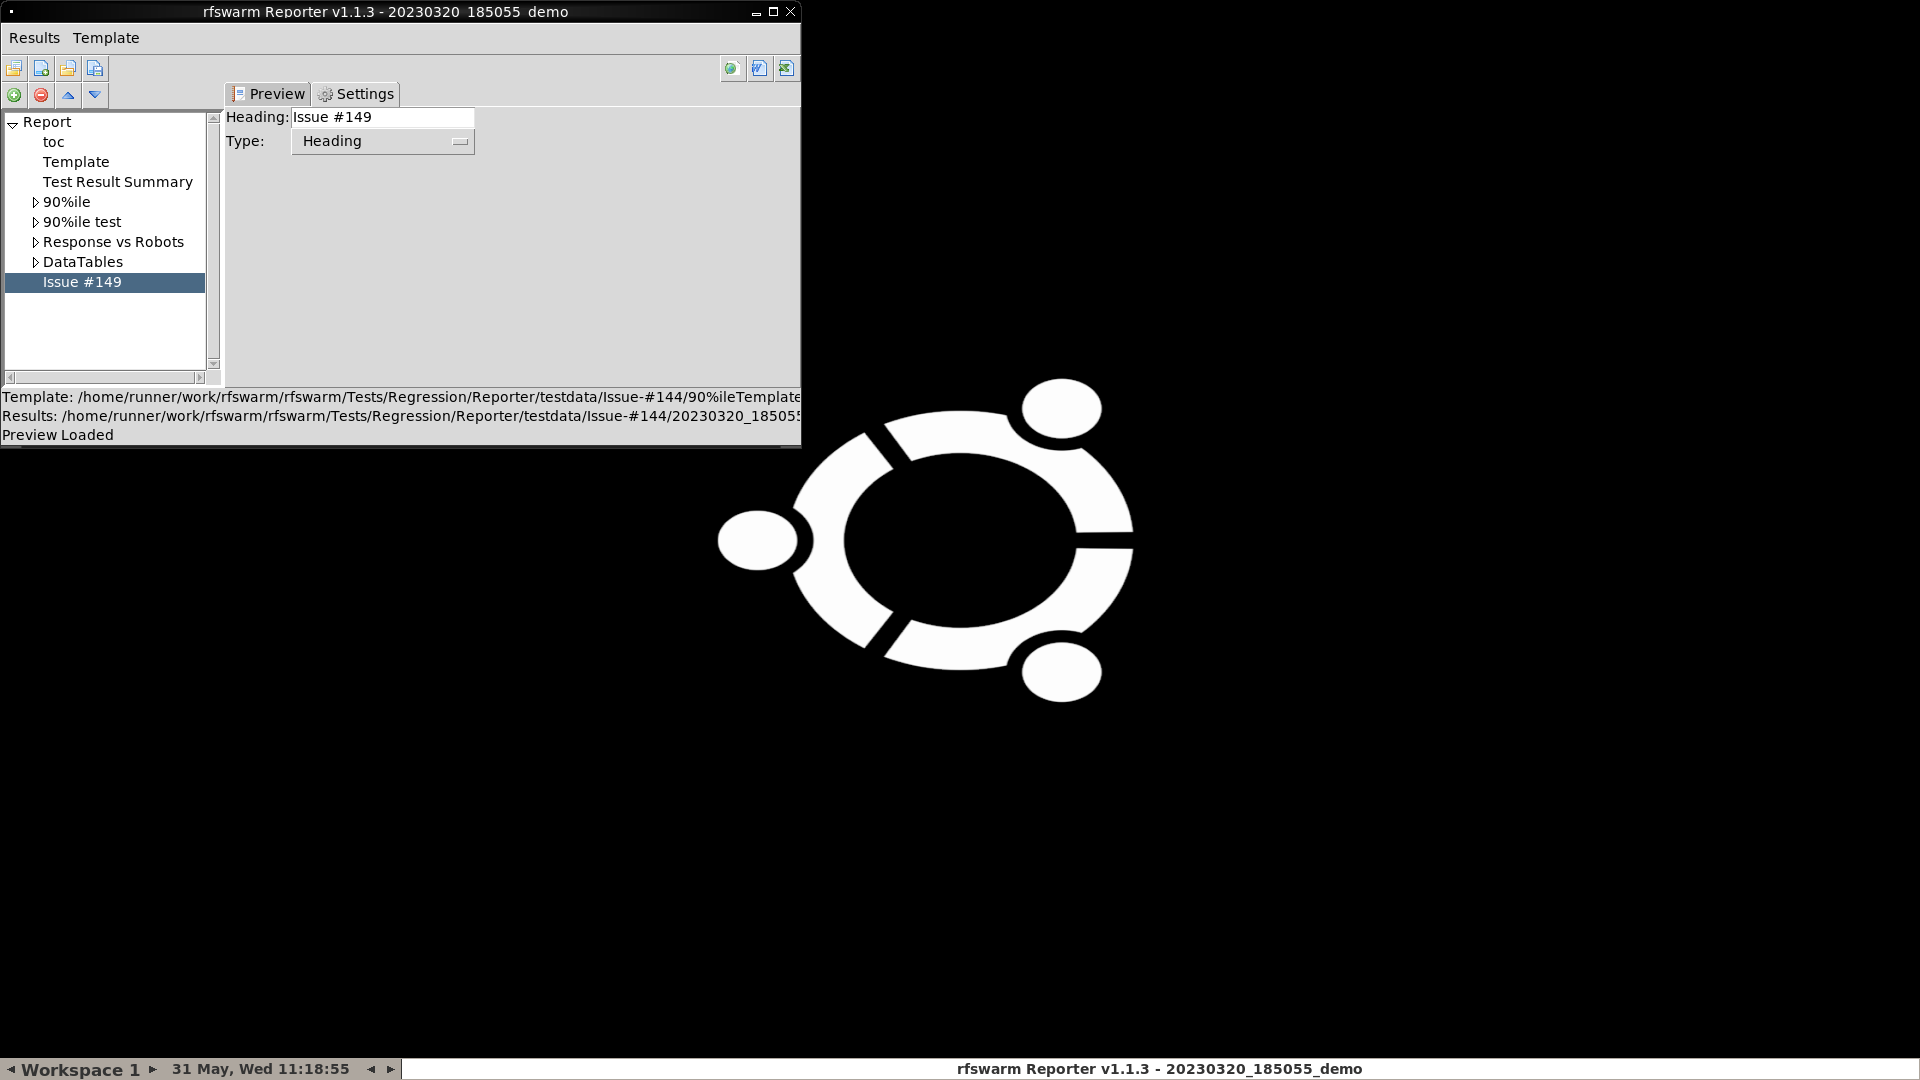 rfswarm Reporter v1.1.3 - 20230320_185055_demo
Results Template
Preview Settings
Heading: Issue #149
Type: Heading
Report
toc
Template
Test Result Summary
90%ile
90%ile test
Response vs Robots
DataTables
Issue #149
Template: /home/runner/work/rfswarm/rfswarm/Tests/Regression/Reporter/testdata/Issue-#144/90%ileTemplate
Results: /home/runner/work/rfswarm/rfswarm/Tests/Regression/Reporter/testdata/Issue-#144/20230320_185055
Preview Loaded
Workspace 1 31 May, Wed 11:18:55 rfswarm Reporter v1.1.3 - 20230320_185055_demo